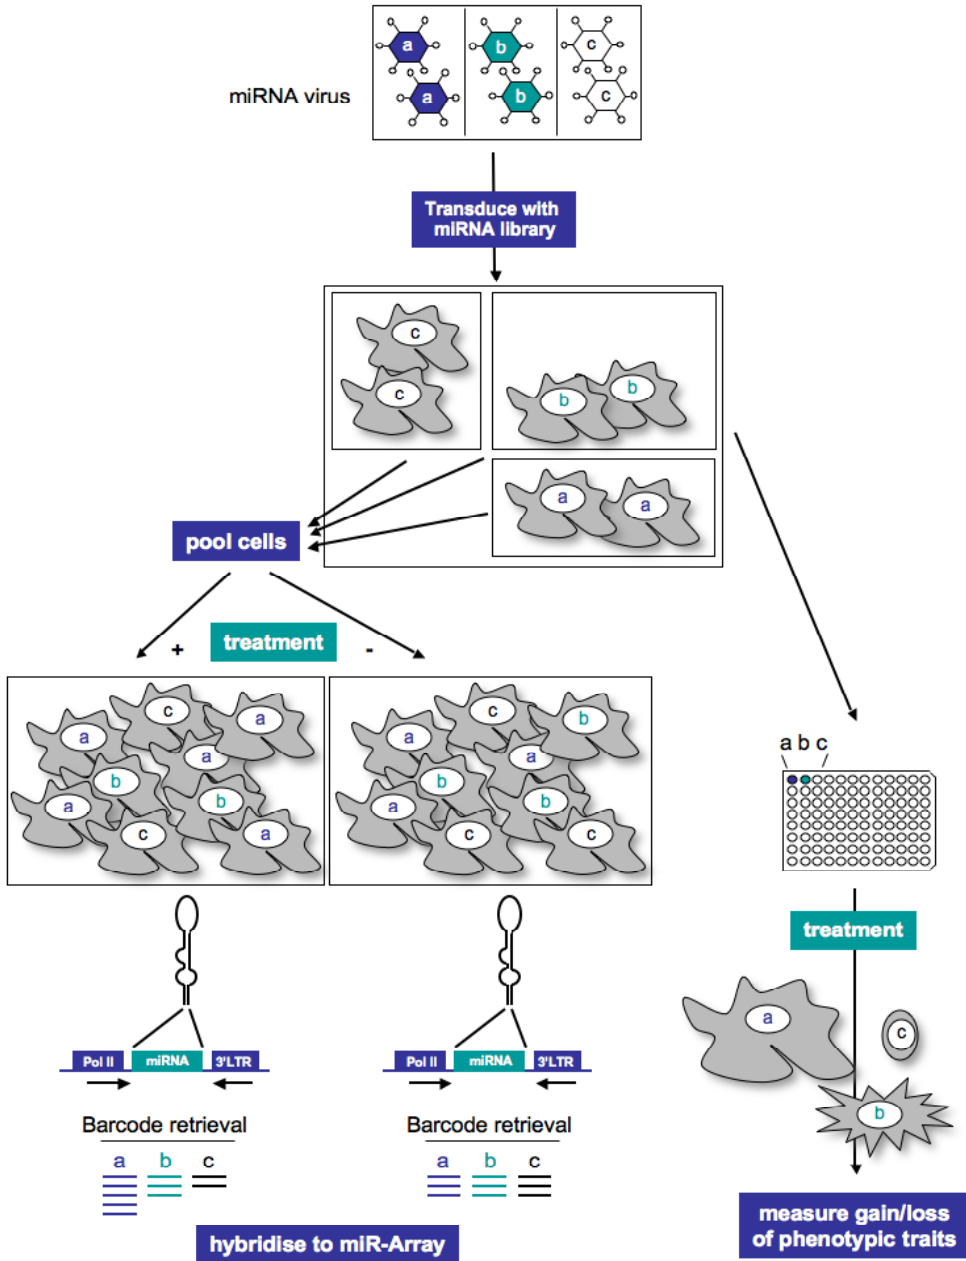 a b c
miRNA virus
a b c
Transduce with
miRNA library
c
b
c b
a a
pool cells
+ treatment -
c a c b
a a
a a
b b
a b a b
c a c c
a b c
treatment
a
c
Pol II miRNA 3'LTR Pol II miRNA 3'LTR
b
Barcode retrieval Barcode retrieval
a b c a b c
measure gain/loss
of phenotypic traits
hybridise to miR-Array